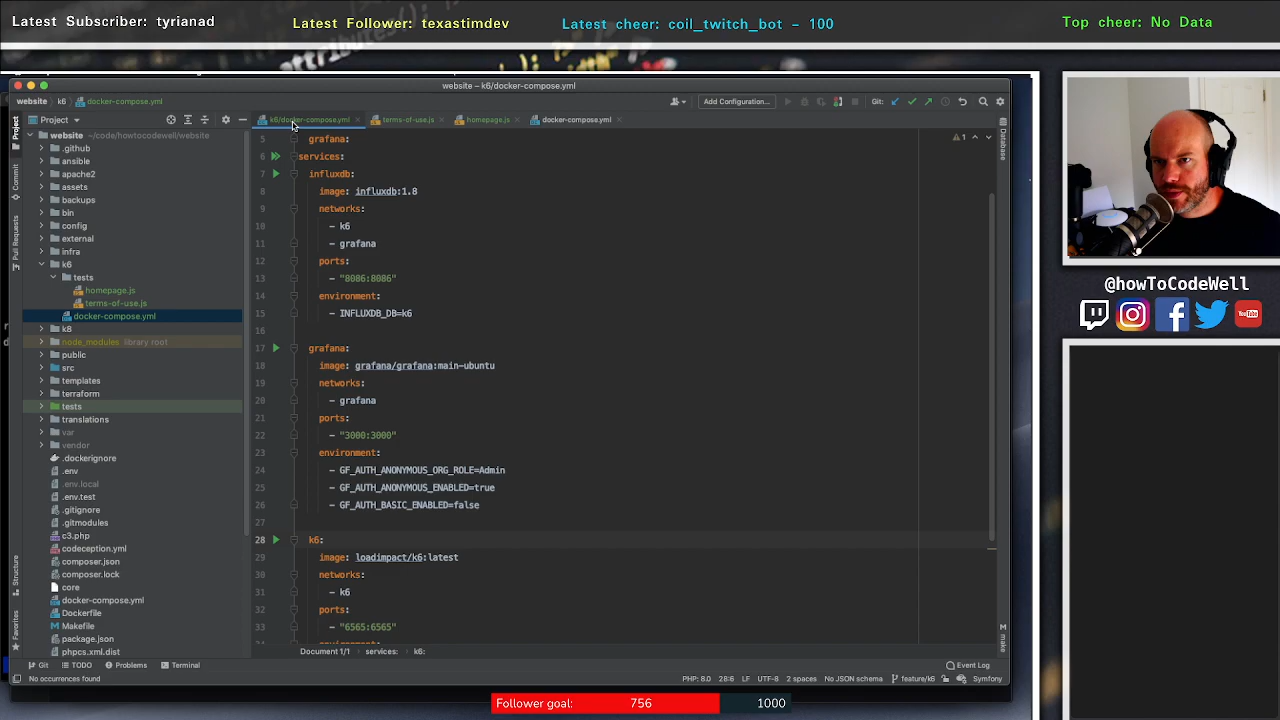 Latest Subscriber: tyrianad
Latest Follower: texastimdev
Latest cheer: coil_twitch_bot - 100
Top cheer: No Data
website – k6/docker-compose.yml
website
k6
docker-compose.yml
Add Configuration...
Git:
Project
k6/docker-compose.yml
terms-of-use.js
homepage.js
docker-compose.yml
Project
Commit
Pull Requests
Structure
Favorites
website ~/code/howtocodewell/website
.github
ansible
apache2
assets
backups
bin
config
external
infra
k6
tests
homepage.js
terms-of-use.js
docker-compose.yml
k8
node_modules library root
public
src
templates
terraform
tests
translations
var
vendor
.dockerignore
.env
.env.local
.env.test
.gitignore
.gitmodules
c3.php
codeception.yml
composer.json
composer.lock
core
docker-compose.yml
Dockerfile
Makefile
package.json
phpcs.xml.dist
5 grafana:
6 services:
7 influxdb:
8 image: influxdb:1.8
9 networks:
10 - k6
11 - grafana
12 ports:
13 - "8086:8086"
14 environment:
15 - INFLUXDB_DB=k6
16
17 grafana:
18 image: grafana/grafana:main-ubuntu
19 networks:
20 - grafana
21 ports:
22 - "3000:3000"
23 environment:
24 - GF_AUTH_ANONYMOUS_ORG_ROLE=Admin
25 - GF_AUTH_ANONYMOUS_ENABLED=true
26 - GF_AUTH_BASIC_ENABLED=false
27
28 k6:
29 image: loadimpact/k6:latest
30 networks:
31 - k6
32 ports:
33 - "6565:6565"
1
Database
make
Document 1/1
services:
k6:
Git
TODO
Problems
Terminal
Event Log
No occurrences found
PHP: 8.0
28:6
LF
UTF-8
2 spaces
No JSON schema
feature/k6
Symfony
@howToCodeWell
You Tube
Follower goal:
756
1000